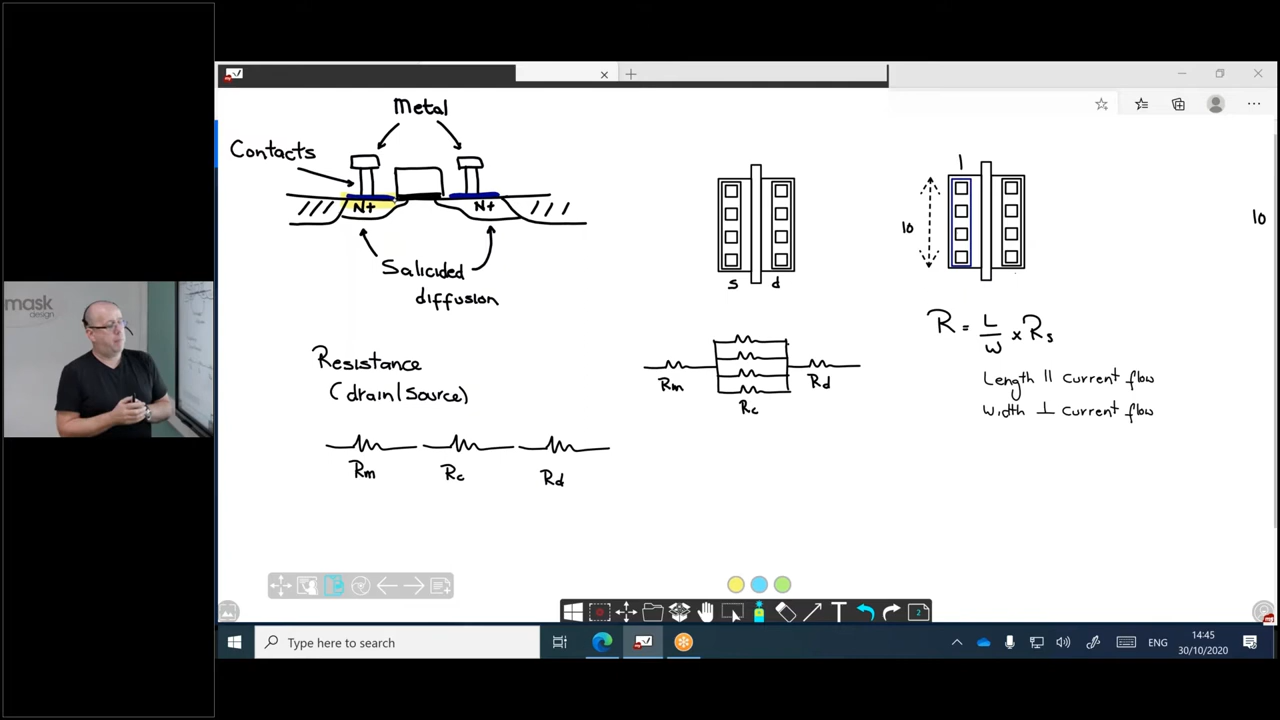 mask
design
Metal
Contacts
N+
N+
Salicided
diffusion
Resistance
(drain/source)
Rm
Rc
Rd
s
d
Rm
Rc
Rd
1
10
10
R = L/W x Rs
Length || current flow
width ⊥ current flow
T
2
Type here to search
ENG
14:45
30/10/2020